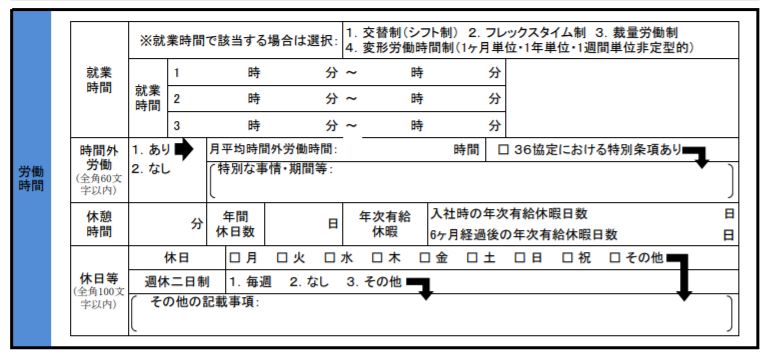 労働
時間
就業
時間
※就業時間で該当する場合は選択:
1. 交替制(シフト制) 2. フレックスタイム制 3. 裁量労働制
4. 変形労働時間制(1ヶ月単位・1年単位・1週間単位非定型的)
就業
時間
1 時 分 ～ 時 分
2 時 分 ～ 時 分
3 時 分 ～ 時 分
時間外
労働
(全角60文
字以内)
1. あり
2. なし
月平均時間外労働時間: 時間
□ 36協定における特別条項あり
特別な事情・期間等:
休憩
時間
分
年間
休日数
日
年次有給
休暇
入社時の年次有給休暇日数 日
6ヶ月経過後の年次有給休暇日数 日
休日等
(全角100文
字以内)
休日
□ 月 □ 火 □ 水 □ 木 □ 金 □ 土 □ 日 □ 祝 □ その他
週休二日制
1. 毎週 2. なし 3. その他
その他の記載事項: